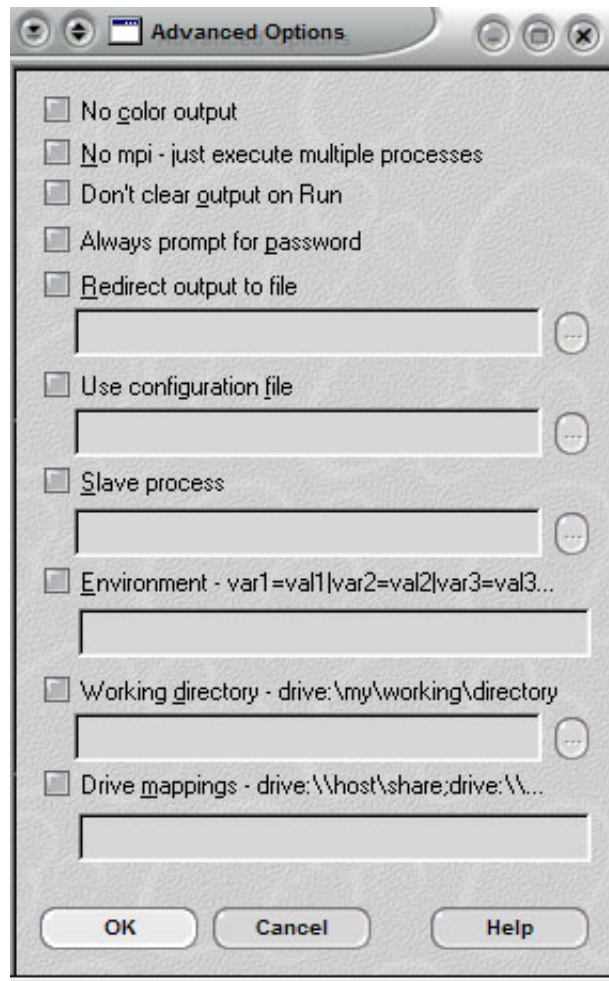 Advanced Options
No color output
No mpi - just execute multiple processes
Don't clear output on Run
Always prompt for password
Redirect output to file
...
Use configuration file
...
Slave process
...
Environment - var1=val1|var2=val2|var3=val3...
Working directory - drive:\my\working\directory
...
Drive mappings - drive:\\host\share;drive:\\...
OK Cancel Help